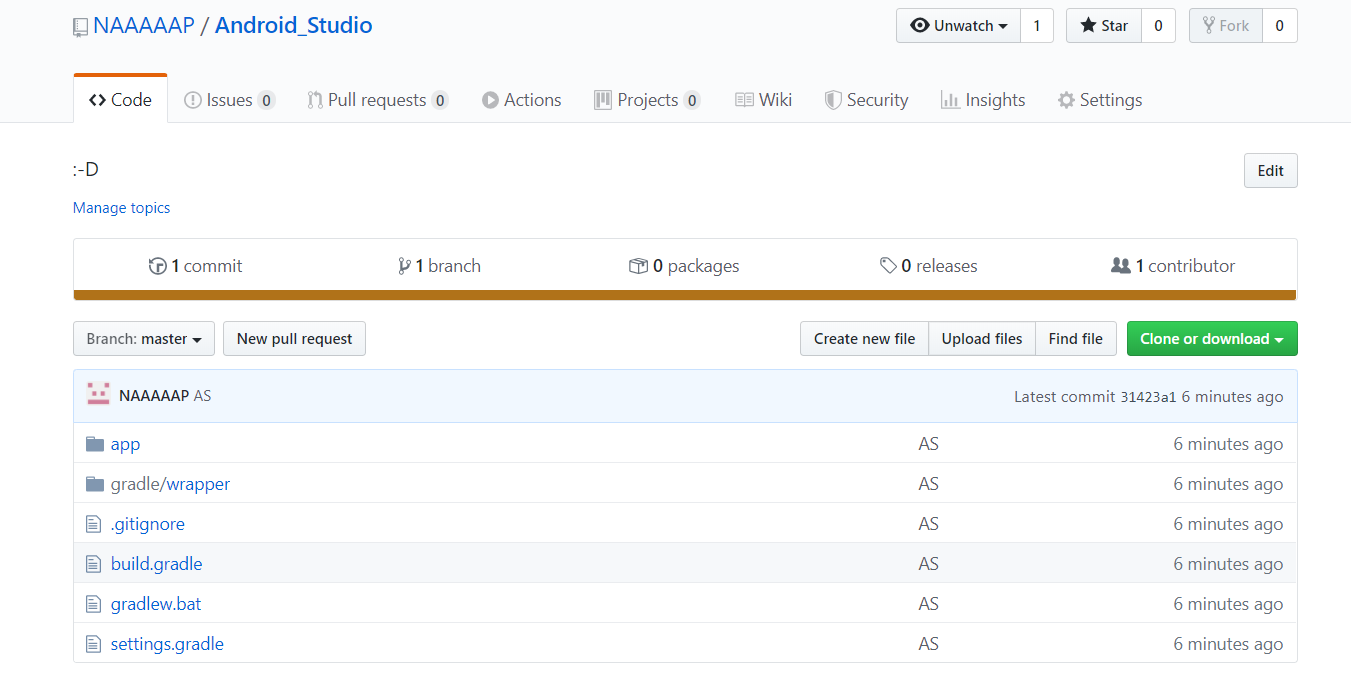 NAAAAAP / Android_Studio Unwatch 1 Star 0 Fork 0
Code Issues 0 Pull requests 0 Actions Projects 0 Wiki Security Insights Settings
:-D Edit
Manage topics
1 commit 1 branch 0 packages 0 releases 1 contributor
Branch: master New pull request Create new file Upload files Find file Clone or download
NAAAAAP AS Latest commit 31423a1 6 minutes ago
app AS 6 minutes ago
gradle/wrapper AS 6 minutes ago
.gitignore AS 6 minutes ago
build.gradle AS 6 minutes ago
gradlew.bat AS 6 minutes ago
settings.gradle AS 6 minutes ago